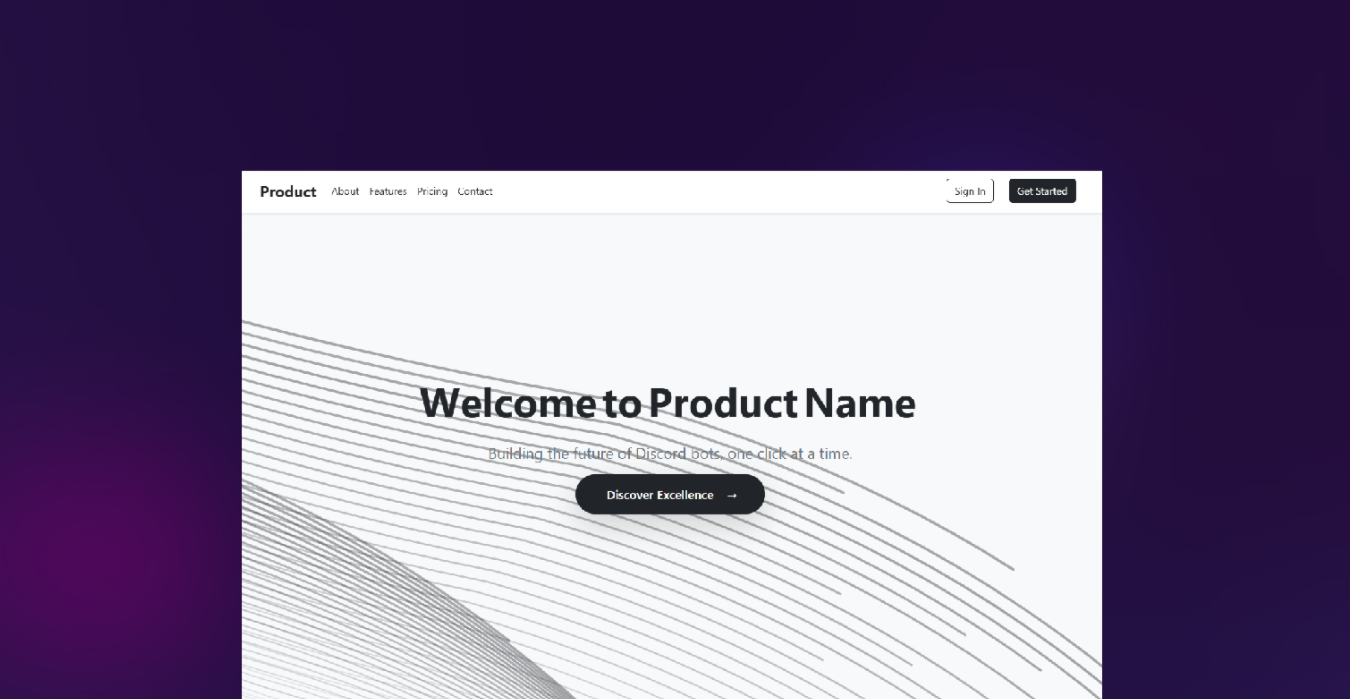 Product About Features Pricing Contact Sign In Get Started
Welcome to Product Name
Building the future of Discord bots, one click at a time.
Discover Excellence →